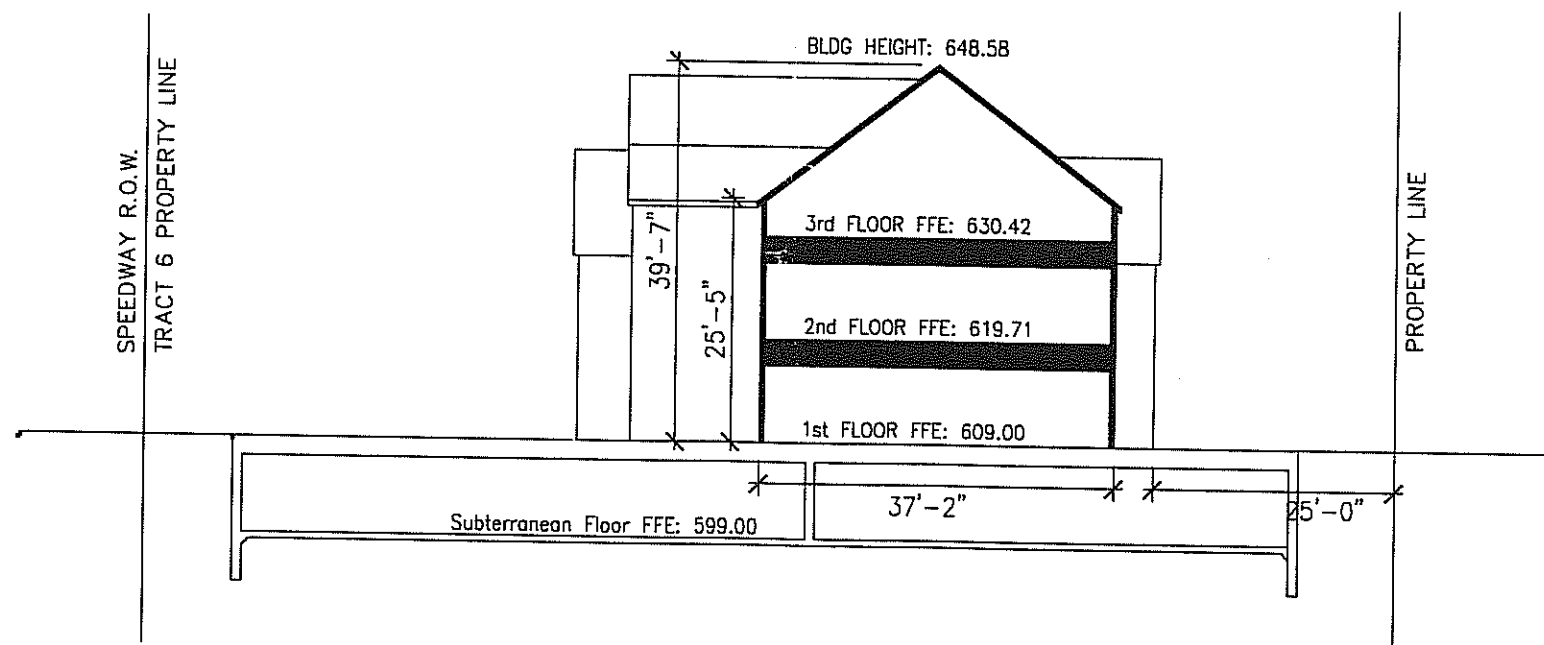 BLDG HEIGHT: 648.58
SPEEDWAY R.O.W.
TRACT 6 PROPERTY LINE
PROPERTY LINE
39'-7"
25'-5"
3rd FLOOR FFE: 630.42
2nd FLOOR FFE: 619.71
1st FLOOR FFE: 609.00
37'-2"
25'-0"
Subterranean Floor FFE: 599.00